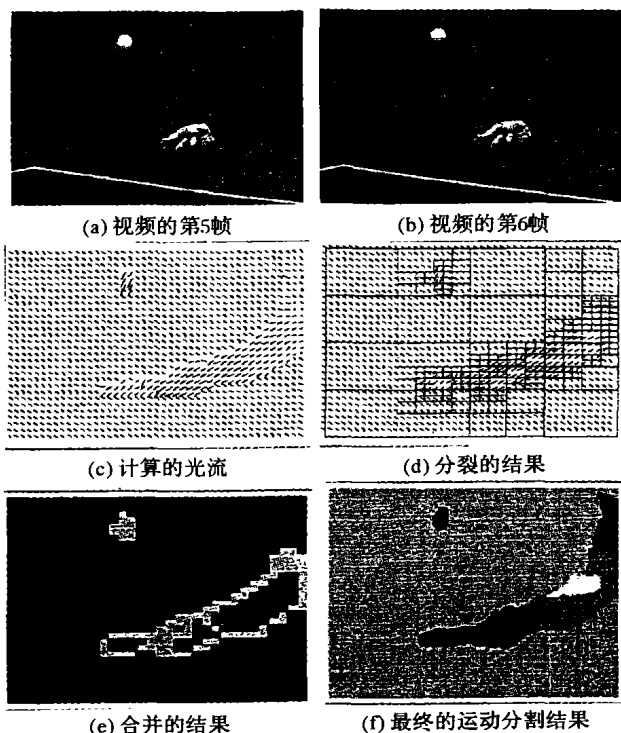 (a) 视频的第5帧
(b) 视频的第6帧
(c) 计算的光流
(d) 分裂的结果
(e) 合并的结果
(f) 最终的运动分割结果